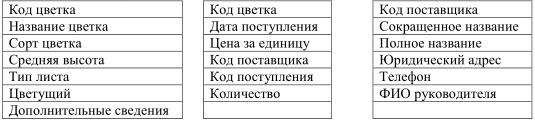 Код цветка
Название цветка
Сорт цветка
Средняя высота
Тип листа
Цветущий
Дополнительные сведения
Код цветка
Дата поступления
Цена за единицу
Код поставщика
Код поступления
Количество
Код поставщика
Сокращенное название
Полное название
Юридический адрес
Телефон
ФИО руководителя